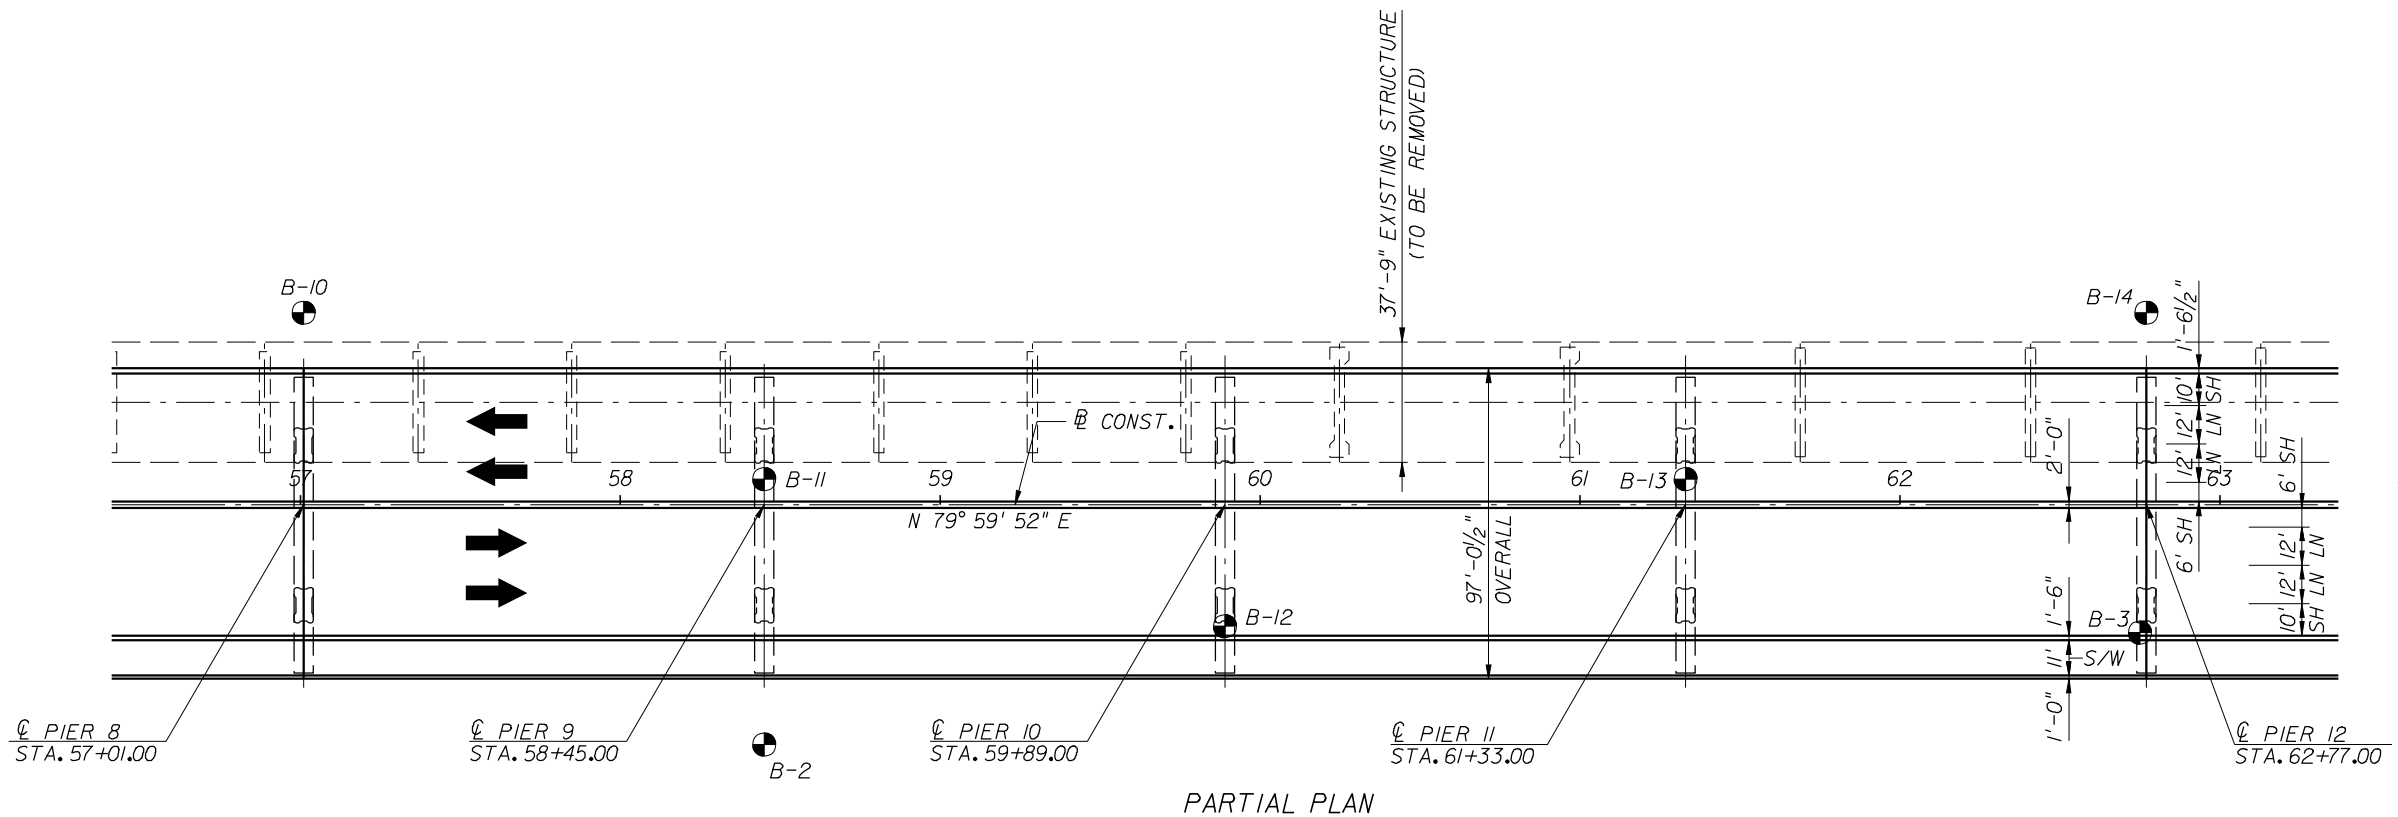 37'-9" EXISTING STRUCTURE
(TO BE REMOVED)
B-10
B-14
1'-6½"
10'
SH
12'
LN
12'
LN
℄ CONST.
2'-0"
6' SH
57
58
B-11
59
60
61
B-13
62
63
N 79° 59' 52" E
97'-0½"
OVERALL
6' SH
12'
LN
12'
LN
10'
SH
1'-6"
B-12
B-3
11'
S/W
1'-0"
℄ PIER 8
STA. 57+01.00
℄ PIER 9
STA. 58+45.00
℄ PIER 10
STA. 59+89.00
℄ PIER 11
STA. 61+33.00
℄ PIER 12
STA. 62+77.00
B-2
PARTIAL PLAN